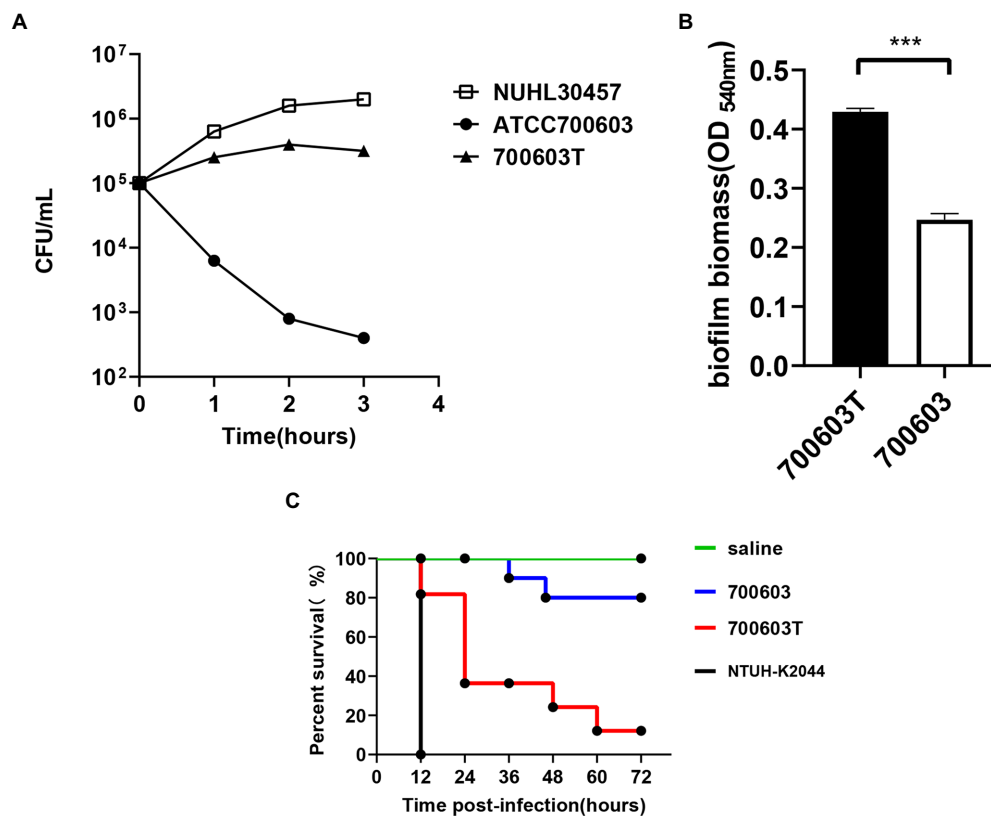 A
10⁷
10⁶
10⁵
10⁴
10³
10²
CFU/mL
0 1 2 3 4
Time(hours)
NUHL30457
ATCC700603
700603T
B
***
biofilm biomass(OD 540nm)
0.5
0.4
0.3
0.2
0.1
0.0
700603T
700603
C
Percent survival( %)
100
80
60
40
20
0
0 12 24 36 48 60 72
Time post-infection(hours)
saline
700603
700603T
NTUH-K2044